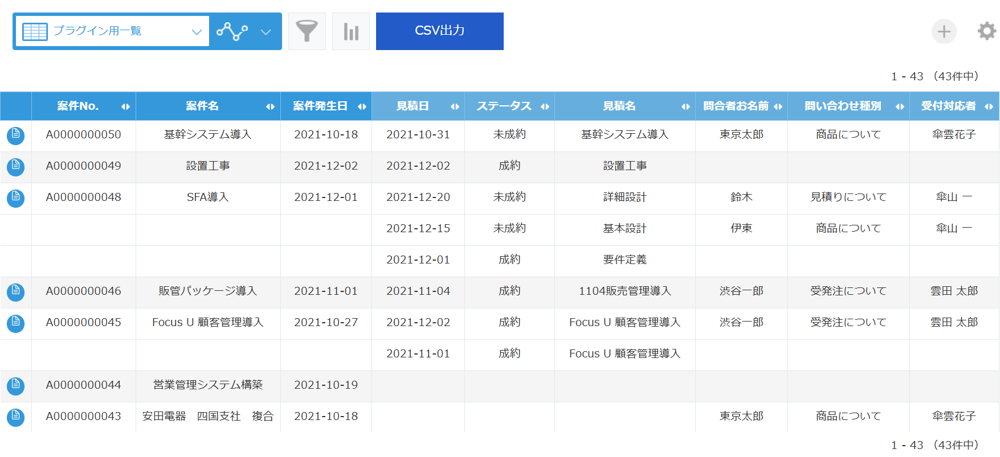 プラグイン用一覧
CSV出力
1 - 43 （43件中）
案件No. 案件名 案件発生日 見積日 ステータス 見積名 問合者お名前 問い合わせ種別 受付対応者
A0000000050 基幹システム導入 2021-10-18 2021-10-31 未成約 基幹システム導入 東京太郎 商品について 傘雲花子
A0000000049 設置工事 2021-12-02 2021-12-02 成約 設置工事
A0000000048 SFA導入 2021-12-01 2021-12-20 未成約 詳細設計 鈴木 見積りについて 傘山 一
2021-12-15 未成約 基本設計 伊東 商品について 傘山 一
2021-12-01 成約 要件定義
A0000000046 販管パッケージ導入 2021-11-01 2021-11-04 成約 1104販売管理導入 渋谷一郎 受発注について 雲田 太郎
A0000000045 Focus U 顧客管理導入 2021-10-27 2021-12-02 成約 Focus U 顧客管理導入 渋谷一郎 受発注について 雲田 太郎
2021-11-01 成約 Focus U 顧客管理導入
A0000000044 営業管理システム構築 2021-10-19
A0000000043 安田電器　四国支社　複合 2021-10-18 東京太郎 商品について 傘雲花子
1 - 43 （43件中）